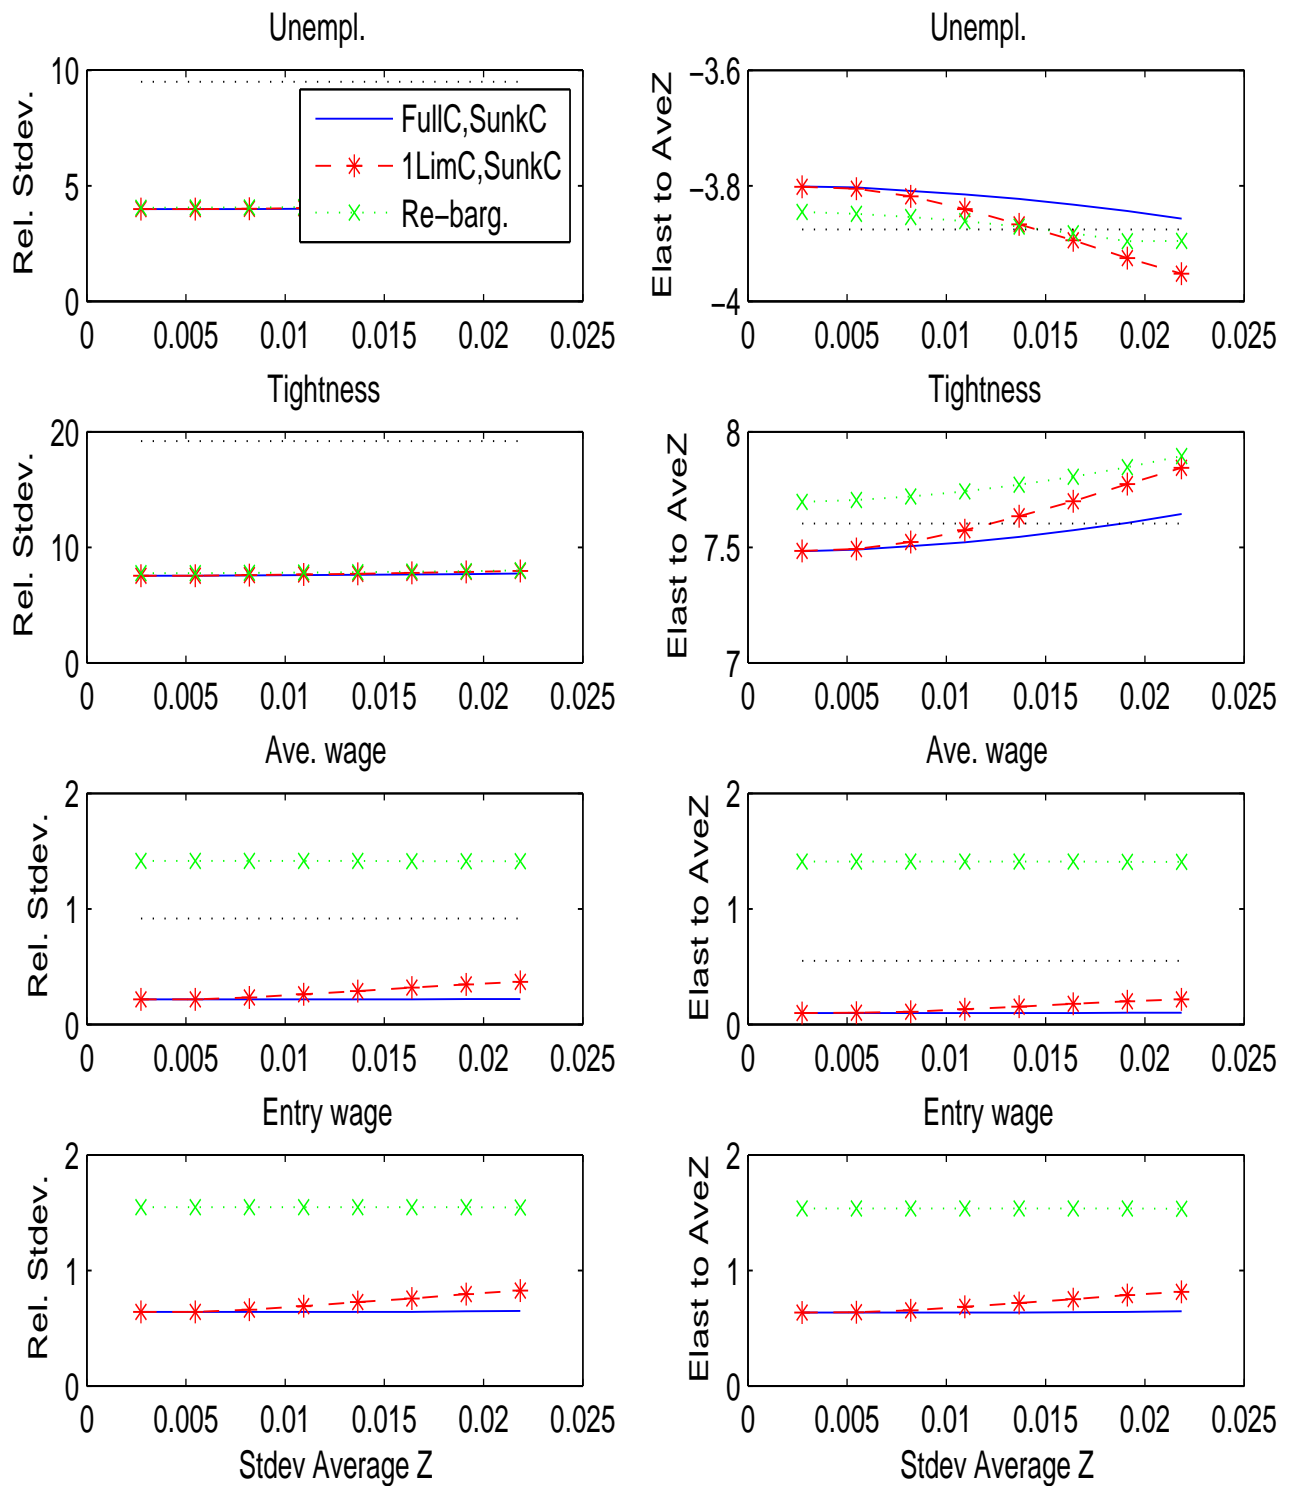 Unempl.
Rel. Stdev.
10
5
0
FullC,SunkC
1LimC,SunkC
Re-barg.
0 0.005 0.01 0.015 0.02 0.025
Unempl.
Elast to AveZ
-3.6
-3.8
-4
0 0.005 0.01 0.015 0.02 0.025
Tightness
Rel. Stdev.
20
10
0
0 0.005 0.01 0.015 0.02 0.025
Tightness
Elast to AveZ
8
7.5
7
0 0.005 0.01 0.015 0.02 0.025
Ave. wage
Rel. Stdev.
2
1
0
0 0.005 0.01 0.015 0.02 0.025
Ave. wage
Elast to AveZ
2
1
0
0 0.005 0.01 0.015 0.02 0.025
Entry wage
Rel. Stdev.
2
1
0
0 0.005 0.01 0.015 0.02 0.025
Stdev Average Z
Entry wage
Elast to AveZ
2
1
0
0 0.005 0.01 0.015 0.02 0.025
Stdev Average Z